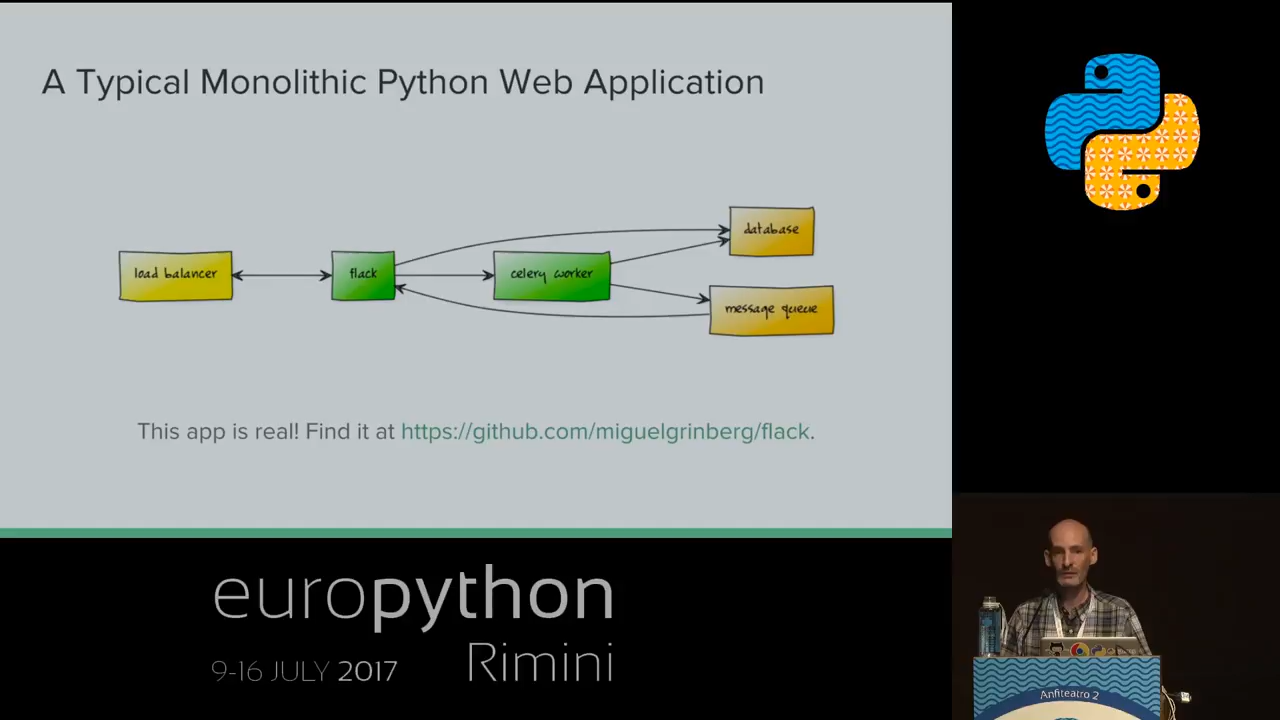 A Typical Monolithic Python Web Application
load balancer
flack
celery worker
database
message queue
This app is real! Find it at https://github.com/miguelgrinberg/flack.
europython
9-16 JULY 2017
Rimini
Anfiteatro 2